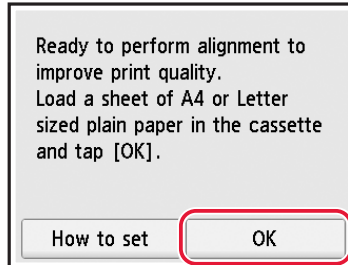 Ready to perform alignment to
improve print quality.
Load a sheet of A4 or Letter
sized plain paper in the cassette
and tap [OK].
How to set
OK